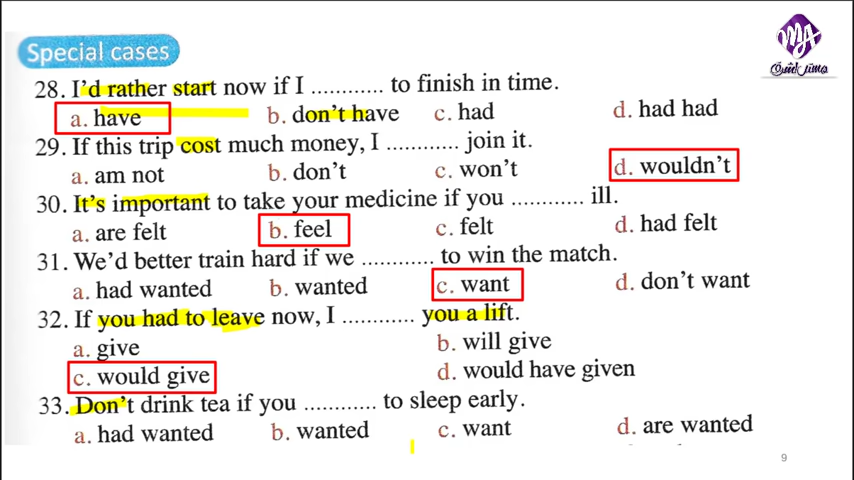 MA
Special cases
28. I'd rather start now if I ............ to finish in time.
a. have b. don't have c. had d. had had
29. If this trip cost much money, I ............ join it.
a. am not b. don't c. won't d. wouldn't
30. It's important to take your medicine if you ............ ill.
a. are felt b. feel c. felt d. had felt
31. We'd better train hard if we ............ to win the match.
a. had wanted b. wanted c. want d. don't want
32. If you had to leave now, I ............ you a lift.
a. give b. will give
c. would give d. would have given
33. Don't drink tea if you ............ to sleep early.
a. had wanted b. wanted c. want d. are wanted
9